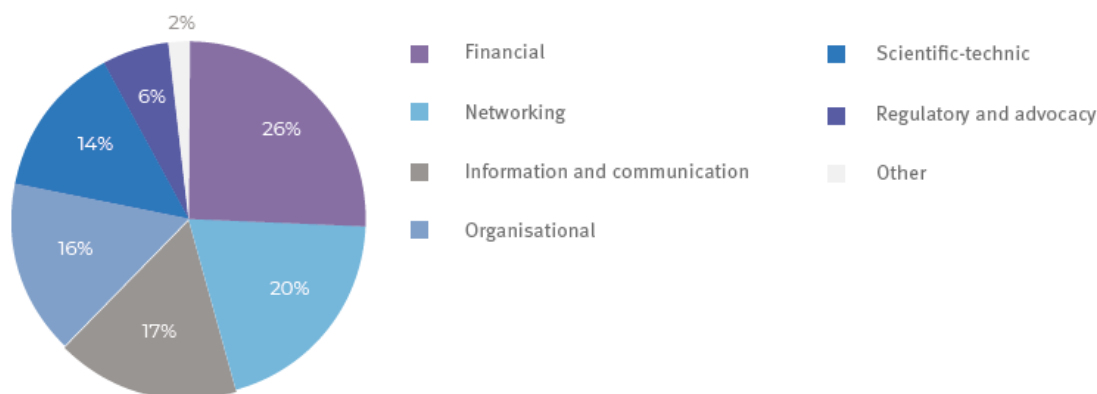 2%
6%
26%
14%
16%
20%
17%
Financial
Networking
Information and communication
Organisational
Scientific-technic
Regulatory and advocacy
Other